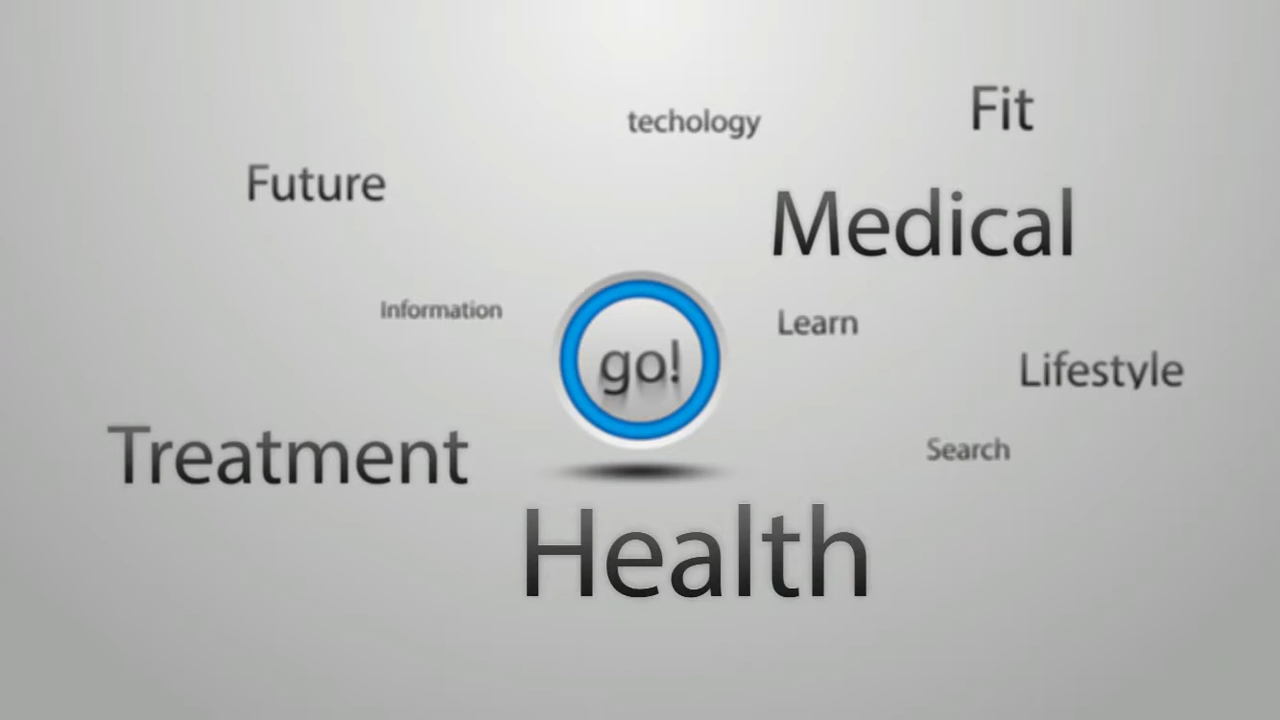 Fit
techology
Future
Medical
Information
Learn
go!
Lifestyle
Search
Treatment
Health